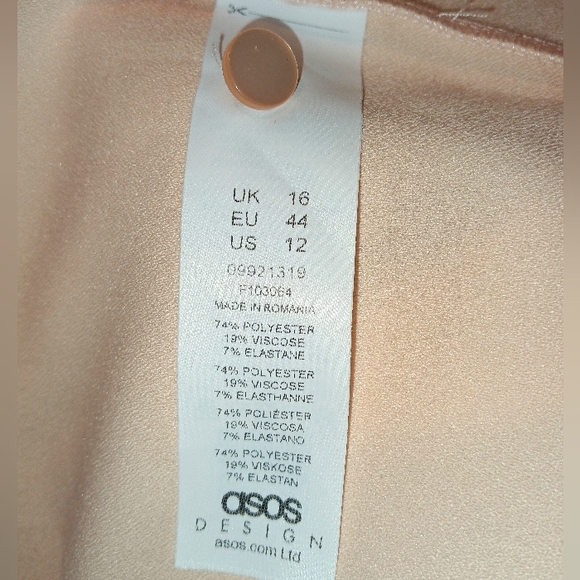 UK 16
EU 44
US 12
09921319
F103064
MADE IN ROMANIA
74% POLYESTER
19% VISCOSE
7% ELASTANE
74% POLYESTER
19% VISCOSE
7% ELASTHANNE
74% POLIÉSTER
19% VISCOSA
7% ELASTANO
74% POLYESTER
19% VISKOSE
7% ELASTAN
asos
DESIGN
asos.com Ltd